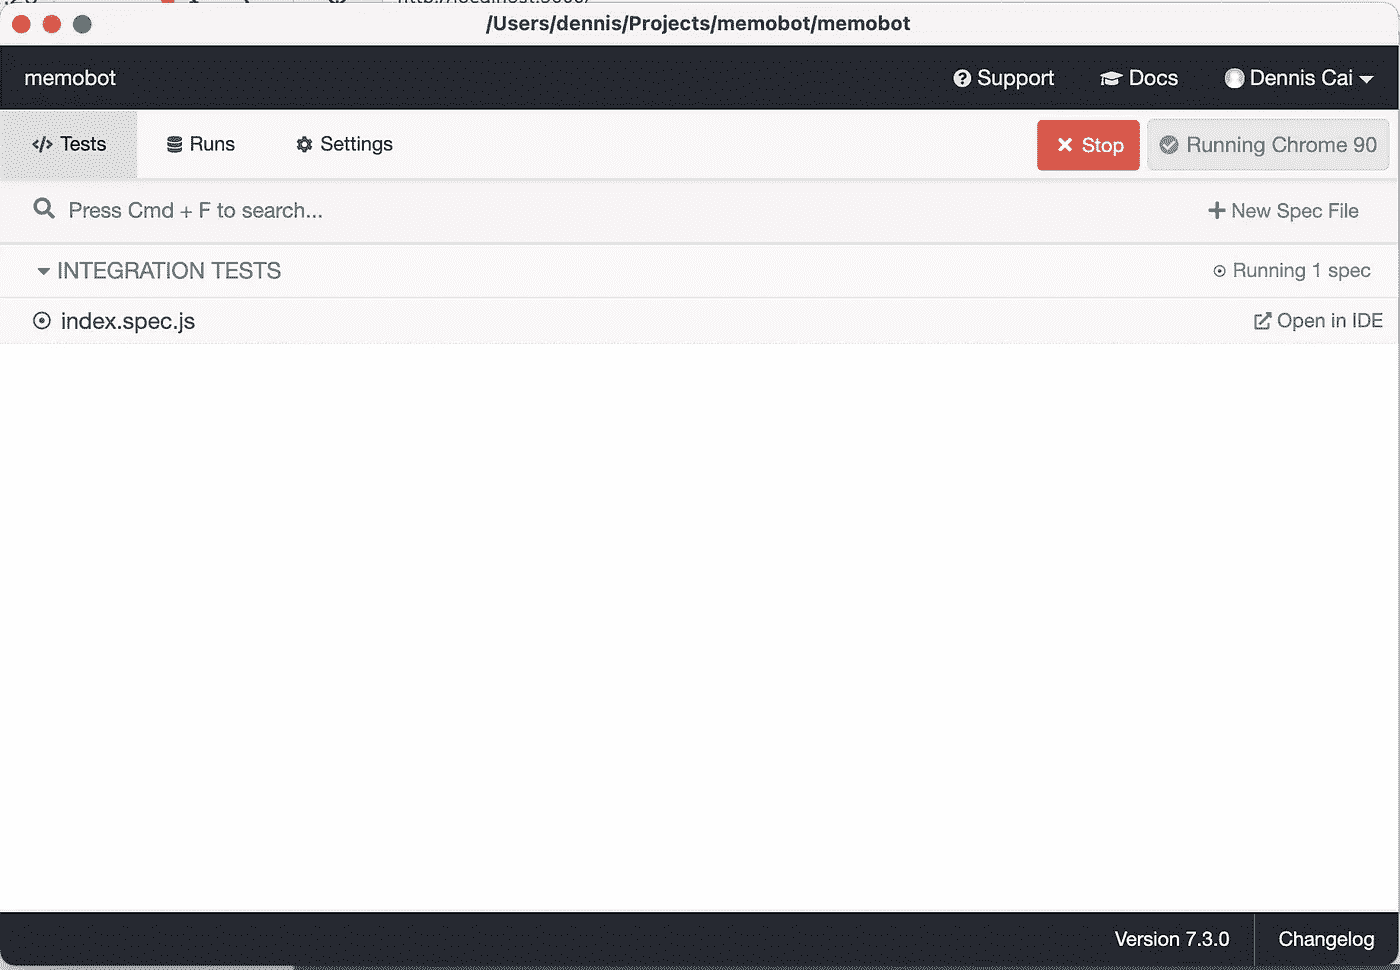 /Users/dennis/Projects/memobot/memobot
memobot
Support
Docs
Dennis Cai
Tests
Runs
Settings
Stop
Running Chrome 90
Press Cmd + F to search...
New Spec File
INTEGRATION TESTS
Running 1 spec
index.spec.js
Open in IDE
Version 7.3.0
Changelog